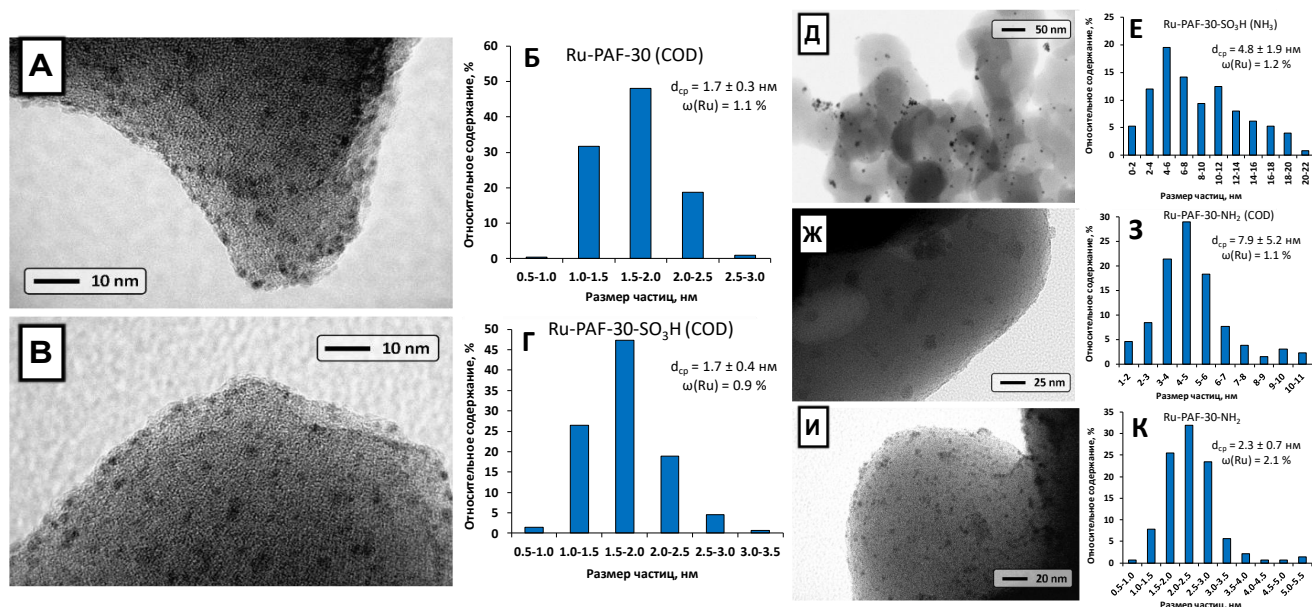 А
10 nm
Б
Ru-PAF-30 (COD)
dср = 1.7 ± 0.3 нм
ω(Ru) = 1.1 %
Относительное содержание, %
60
50
40
30
20
10
0
0.5-1.0 1.0-1.5 1.5-2.0 2.0-2.5 2.5-3.0
Размер частиц, нм
В
10 nm
Г
Ru-PAF-30-SO3H (COD)
dср = 1.7 ± 0.4 нм
ω(Ru) = 0.9 %
Относительное содержание, %
50
45
40
35
30
25
20
15
10
5
0
0.5-1.0 1.0-1.5 1.5-2.0 2.0-2.5 2.5-3.0 3.0-3.5
Размер частиц, нм
Д
50 nm
Е
Ru-PAF-30-SO3H (NH3)
dср = 4.8 ± 1.9 нм
ω(Ru) = 1.2 %
Относительное содержание, %
25
20
15
10
5
0
0-2 2-4 4-6 6-8 8-10 10-12 12-14 14-16 16-18 18-20 20-22
Размер частиц, нм
Ж
25 nm
З
Ru-PAF-30-NH2 (COD)
dср = 7.9 ± 5.2 нм
ω(Ru) = 1.1 %
Относительное содержание, %
30
25
20
15
10
5
0
1-2 2-3 3-4 4-5 5-6 6-7 7-8 8-9 9-10 10-11
Размер частиц, нм
И
20 nm
К
Ru-PAF-30-NH2
dср = 2.3 ± 0.7 нм
ω(Ru) = 2.1 %
Относительное содержание, %
35
30
25
20
15
10
5
0
0.5-1.0 1.0-1.5 1.5-2.0 2.0-2.5 2.5-3.0 3.0-3.5 3.5-4.0 4.0-4.5 4.5-5.0 5.0-5.5
Размер частиц, нм